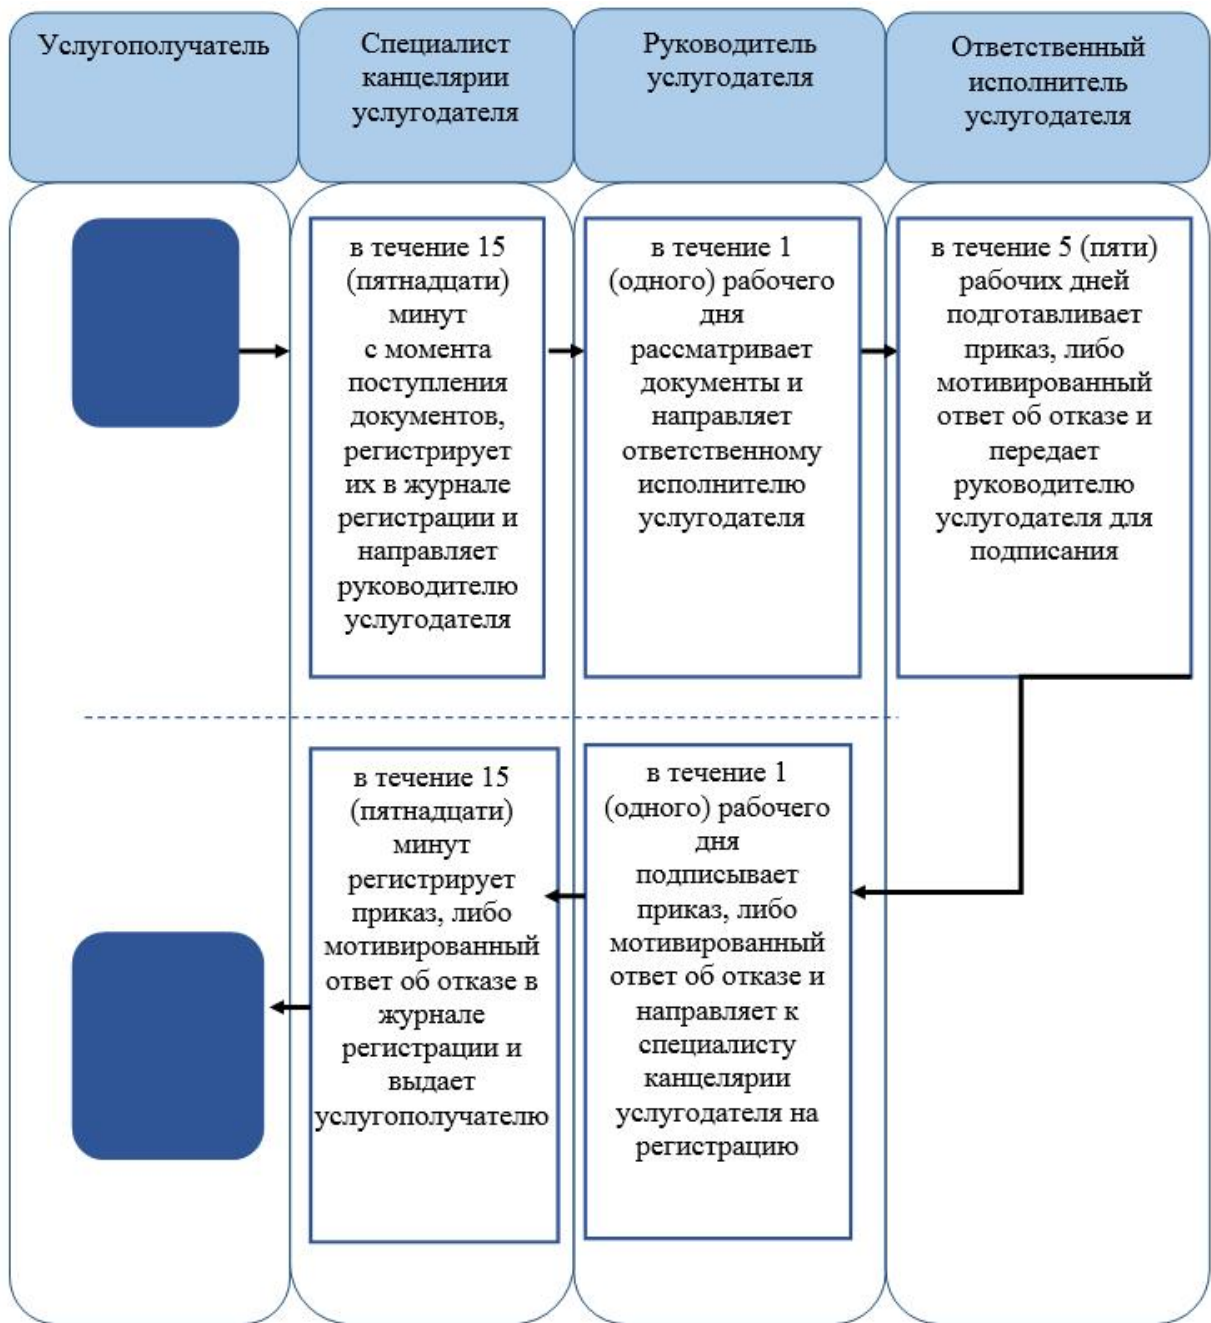 Услугополучатель
Специалист
канцелярии
услугодателя
Руководитель
услугодателя
Ответственный
исполнитель
услугодателя
в течение 15
(пятнадцати)
минут
с момента
поступления
документов,
регистрирует
их в журнале
регистрации и
направляет
руководителю
услугодателя
в течение 1
(одного) рабочего
дня
рассматривает
документы и
направляет
ответственному
исполнителю
услугодателя
в течение 5 (пяти)
рабочих дней
подготавливает
приказ, либо
мотивированный
ответ об отказе и
передает
руководителю
услугодателя для
подписания
в течение 15
(пятнадцати)
минут
регистрирует
приказ, либо
мотивированный
ответ об отказе в
журнале
регистрации и
выдает
услугополучателю
в течение 1
(одного) рабочего
дня
подписывает
приказ, либо
мотивированный
ответ об отказе и
направляет к
специалисту
канцелярии
услугодателя на
регистрацию